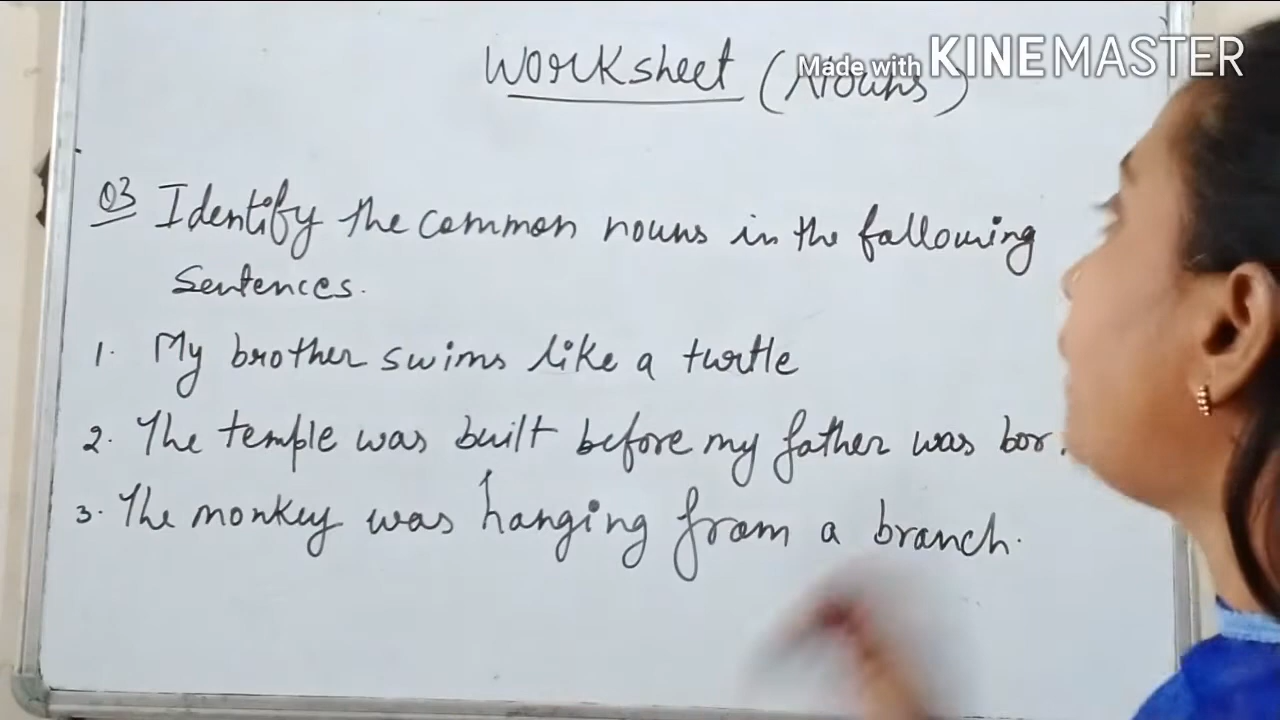 Worksheet (Nouns)
Made with KINEMASTER
Q3 Identify the common nouns in the following
Sentences.
1. My brother swims like a turtle
2. The temple was built before my father was bor
3. The monkey was hanging from a branch.